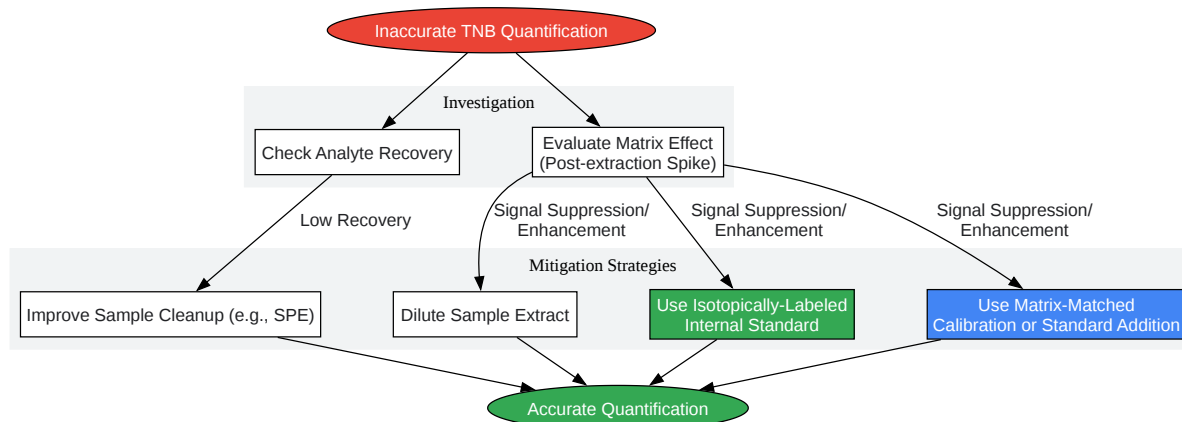 Inaccurate TNB Quantification
Investigation
Check Analyte Recovery
Evaluate Matrix Effect
(Post-extraction Spike)
Low Recovery
Signal Suppression/
Enhancement
Signal Suppression/
Enhancement
Signal Suppression/
Enhancement
Mitigation Strategies
Improve Sample Cleanup (e.g., SPE)
Dilute Sample Extract
Use Isotopically-Labeled
Internal Standard
Use Matrix-Matched
Calibration or Standard Addition
Accurate Quantification